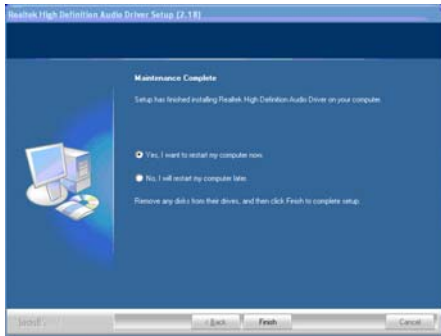 Realtek High Definition Audio Driver Setup (2.18)
Maintenance Complete
Setup has finished installing Realtek High Definition Audio Driver on your computer.
Yes, I want to restart my computer now.
No, I will restart my computer later.
Remove any disks from their drives, and then click Finish to complete setup.
< Back
Finish
Cancel